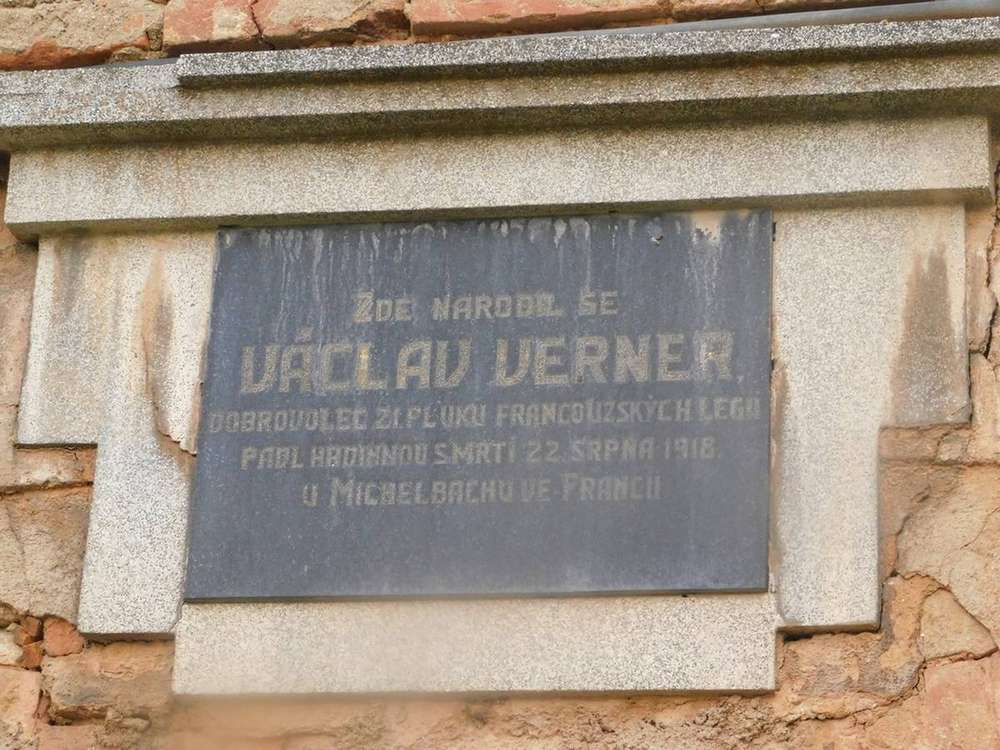 ZDE NARODIL SE
VÁCLAV VERNER,
DOBROVOLEC 21. PLUKU FRANCOUZSKÝCH LEGIÍ
PADL HRDINNOU SMRTÍ 22. SRPNA 1918.
U MICHELBACHU VE FRANCII